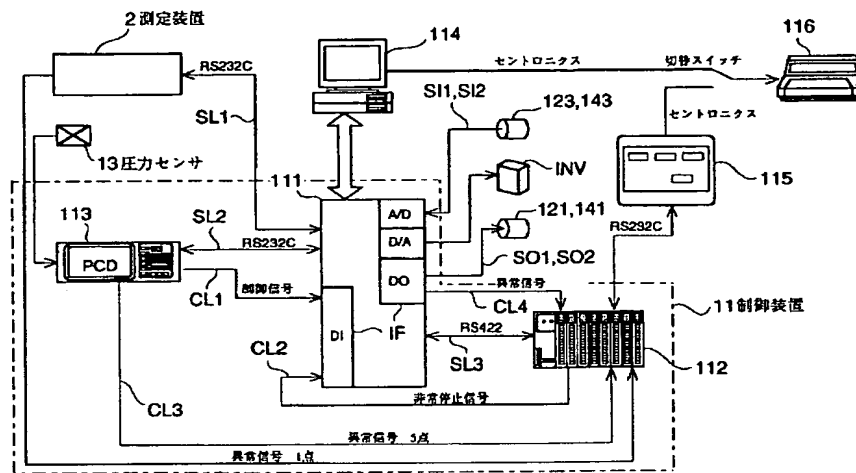 2 測定装置
RS232C
114
セントロニクス
切替スイッチ
116
SL1
SI1,SI2
123,143
セントロニクス
13圧力センサ
INV
115
111
A/D
113
SL2
D/A
121,141
RS232C
RS292C
PCD
DO
SO1,SO2
CL1
制御信号
異常信号
11制御装置
CL4
IF
DI
RS422
CL2
SL3
112
CL3
非常停止信号
異常信号 5点
異常信号 1点